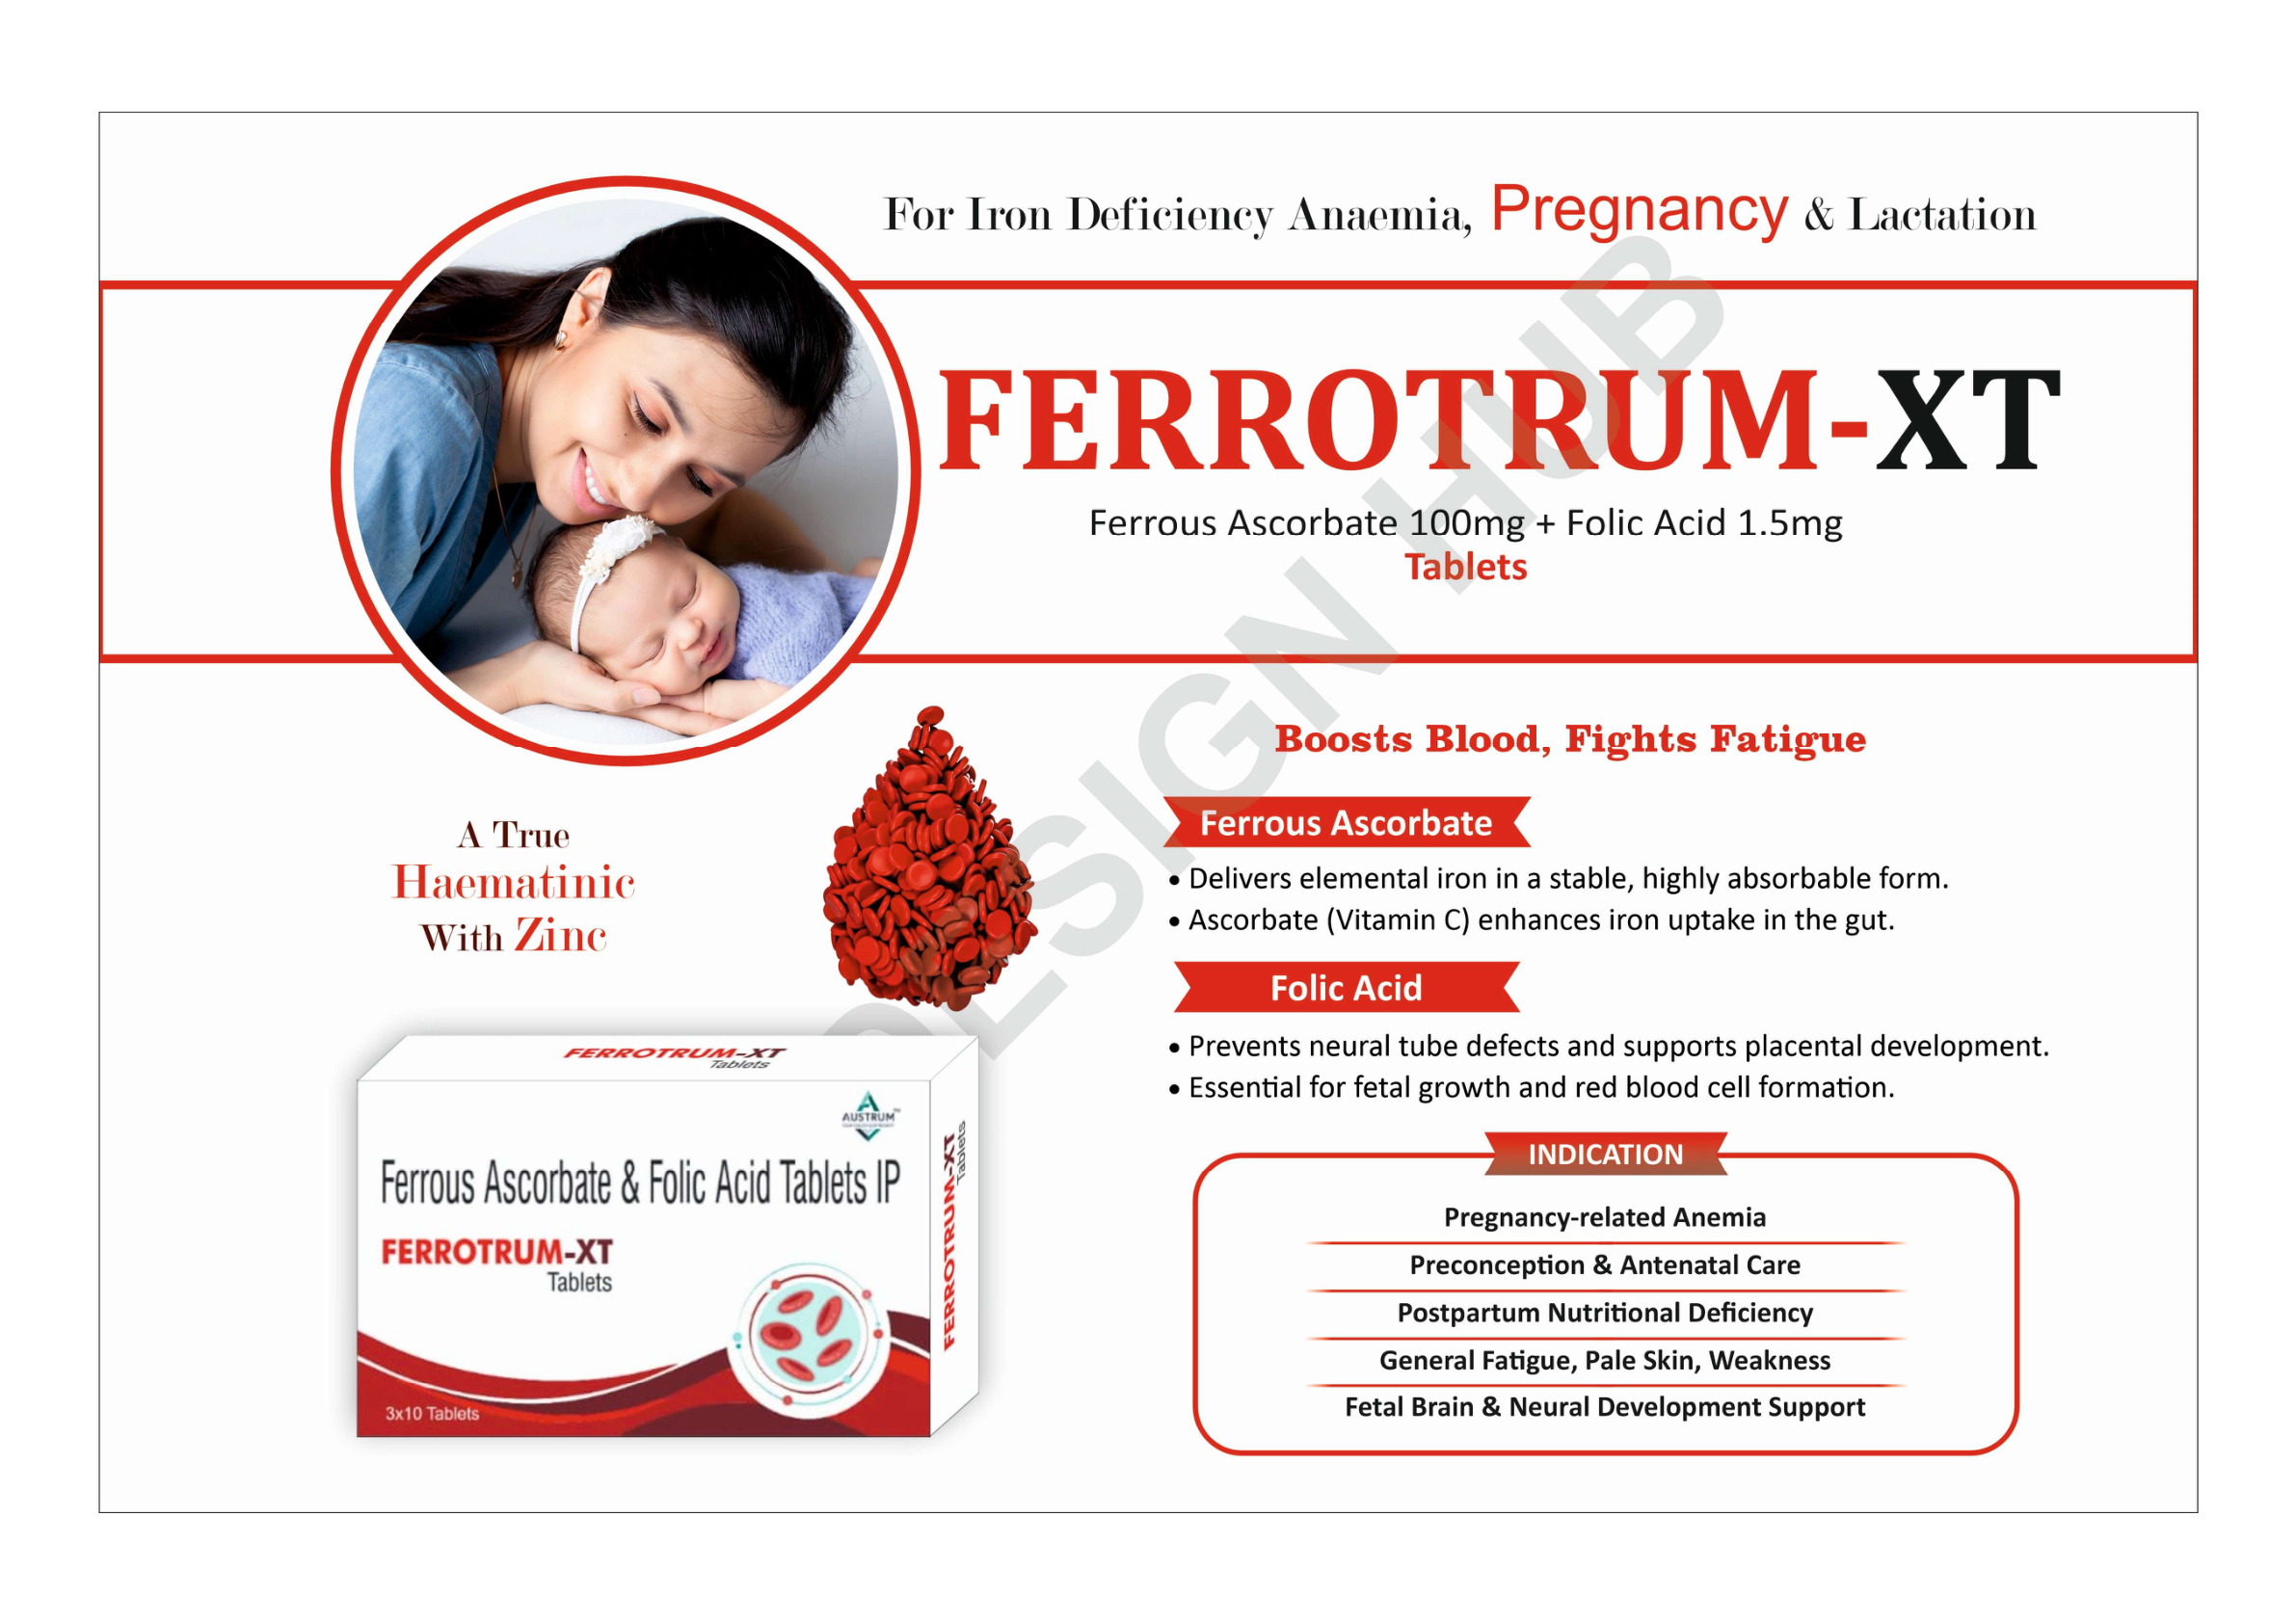 For Iron Deficiency Anaemia, Pregnancy & Lactation
FERROTRUM-XT
Ferrous Ascorbate 100mg + Folic Acid 1.5mg
Tablets
Boosts Blood, Fights Fatigue
Ferrous Ascorbate
• Delivers elemental iron in a stable, highly absorbable form.
• Ascorbate (Vitamin C) enhances iron uptake in the gut.
Folic Acid
• Prevents neural tube defects and supports placental development.
• Essential for fetal growth and red blood cell formation.
INDICATION
Pregnancy-related Anemia
Preconception & Antenatal Care
Postpartum Nutritional Deficiency
General Fatigue, Pale Skin, Weakness
Fetal Brain & Neural Development Support
A True
Haematinic
With Zinc
FERROTRUM-XT
Tablets
AUSTRUM
Ferrous Ascorbate & Folic Acid Tablets IP
FERROTRUM-XT
Tablets
3x10 Tablets
FERROTRUM-XT
Tablets
DESIGN HUB